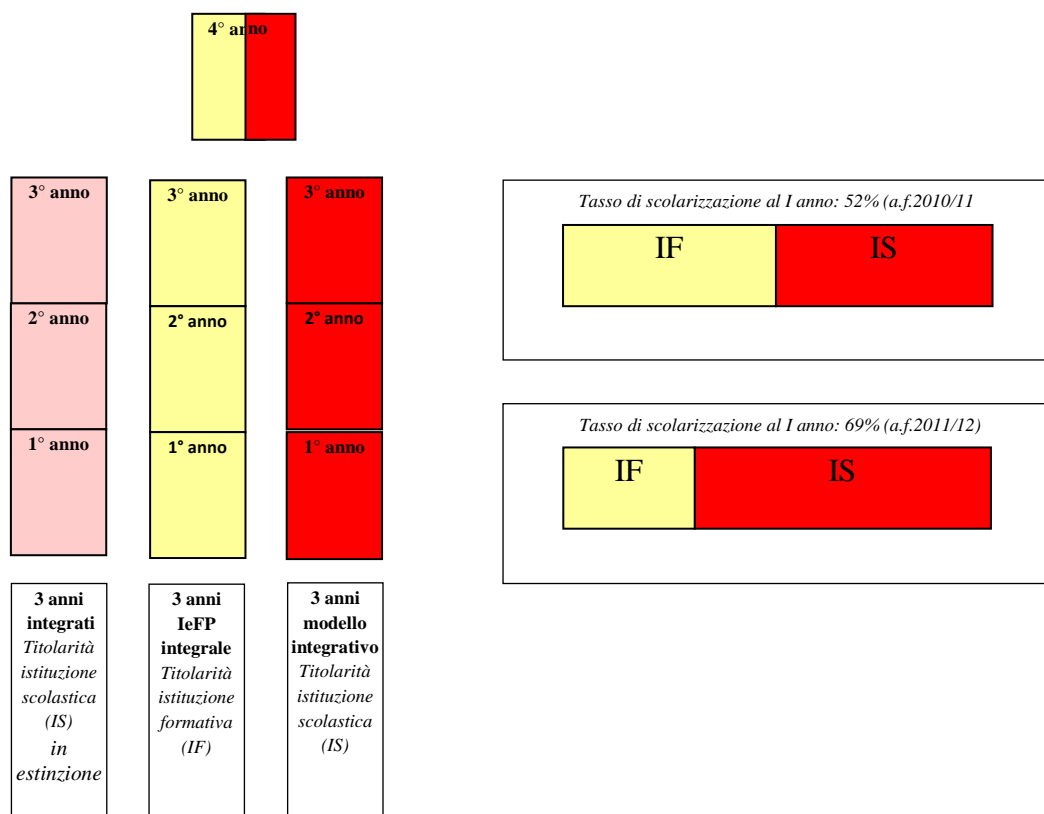 4° anno
3° anno
2° anno
1° anno
3 anni
integrati
Titolarità
istituzione
scolastica
(IS)
in
estinzione
3° anno
2° anno
1° anno
3 anni
IeFP
integrale
Titolarità
istituzione
formativa
(IF)
3° anno
2° anno
1° anno
3 anni
modello
integrativo
Titolarità
istituzione
scolastica
(IS)
Tasso di scolarizzazione al I anno: 52% (a.f.2010/11
IF IS
Tasso di scolarizzazione al I anno: 69% (a.f.2011/12)
IF IS